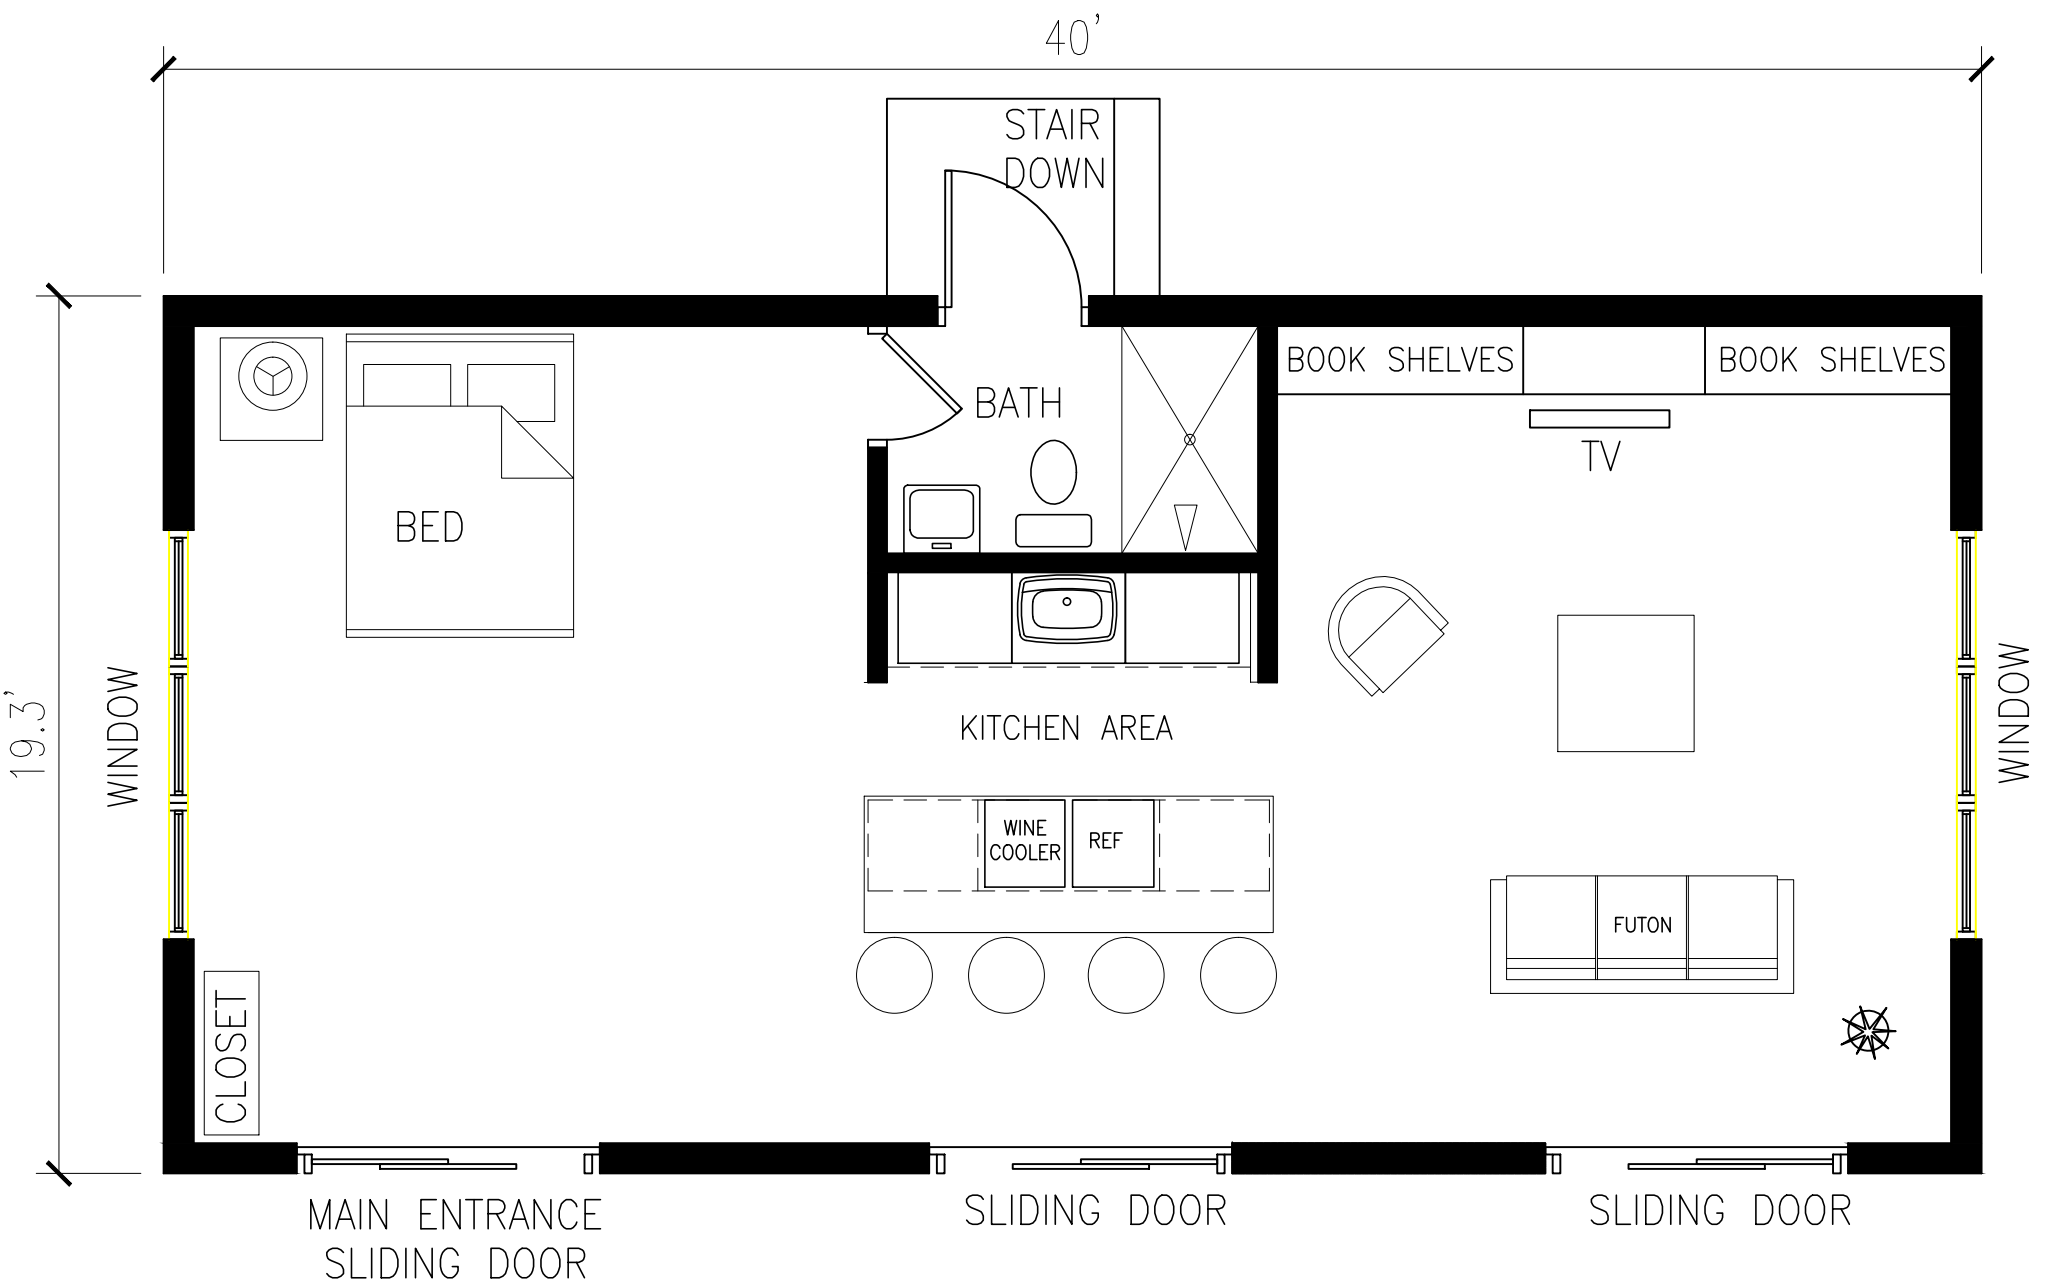 40'
STAIR
DOWN
BOOK SHELVES
BOOK SHELVES
BATH
TV
BED
19.3'
WINDOW
WINDOW
KITCHEN AREA
WINE
COOLER
REF
FUTON
CLOSET
MAIN ENTRANCE
SLIDING DOOR
SLIDING DOOR
SLIDING DOOR